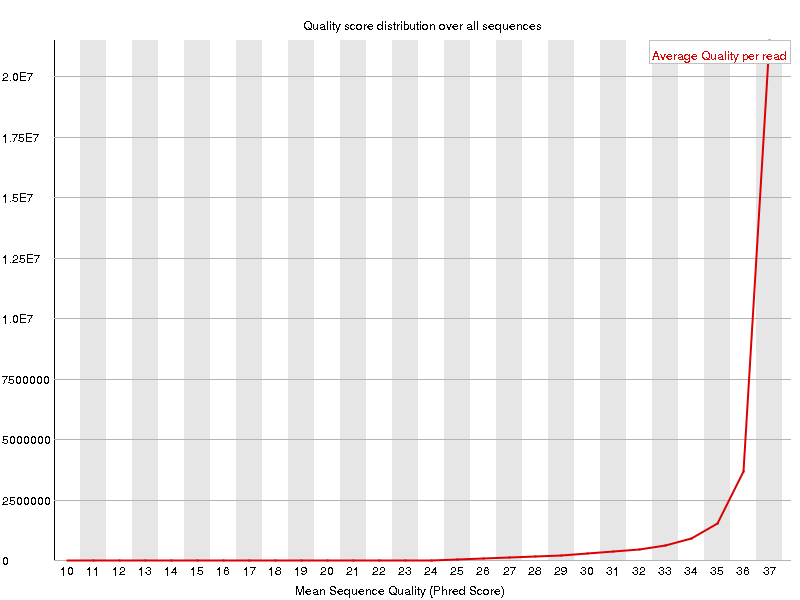 Quality score distribution over all sequences
Average Quality per read
2.0E7
1.75E7
1.5E7
1.25E7
1.0E7
7500000
5000000
2500000
0
10 11 12 13 14 15 16 17 18 19 20 21 22 23 24 25 26 27 28 29 30 31 32 33 34 35 36 37
Mean Sequence Quality (Phred Score)